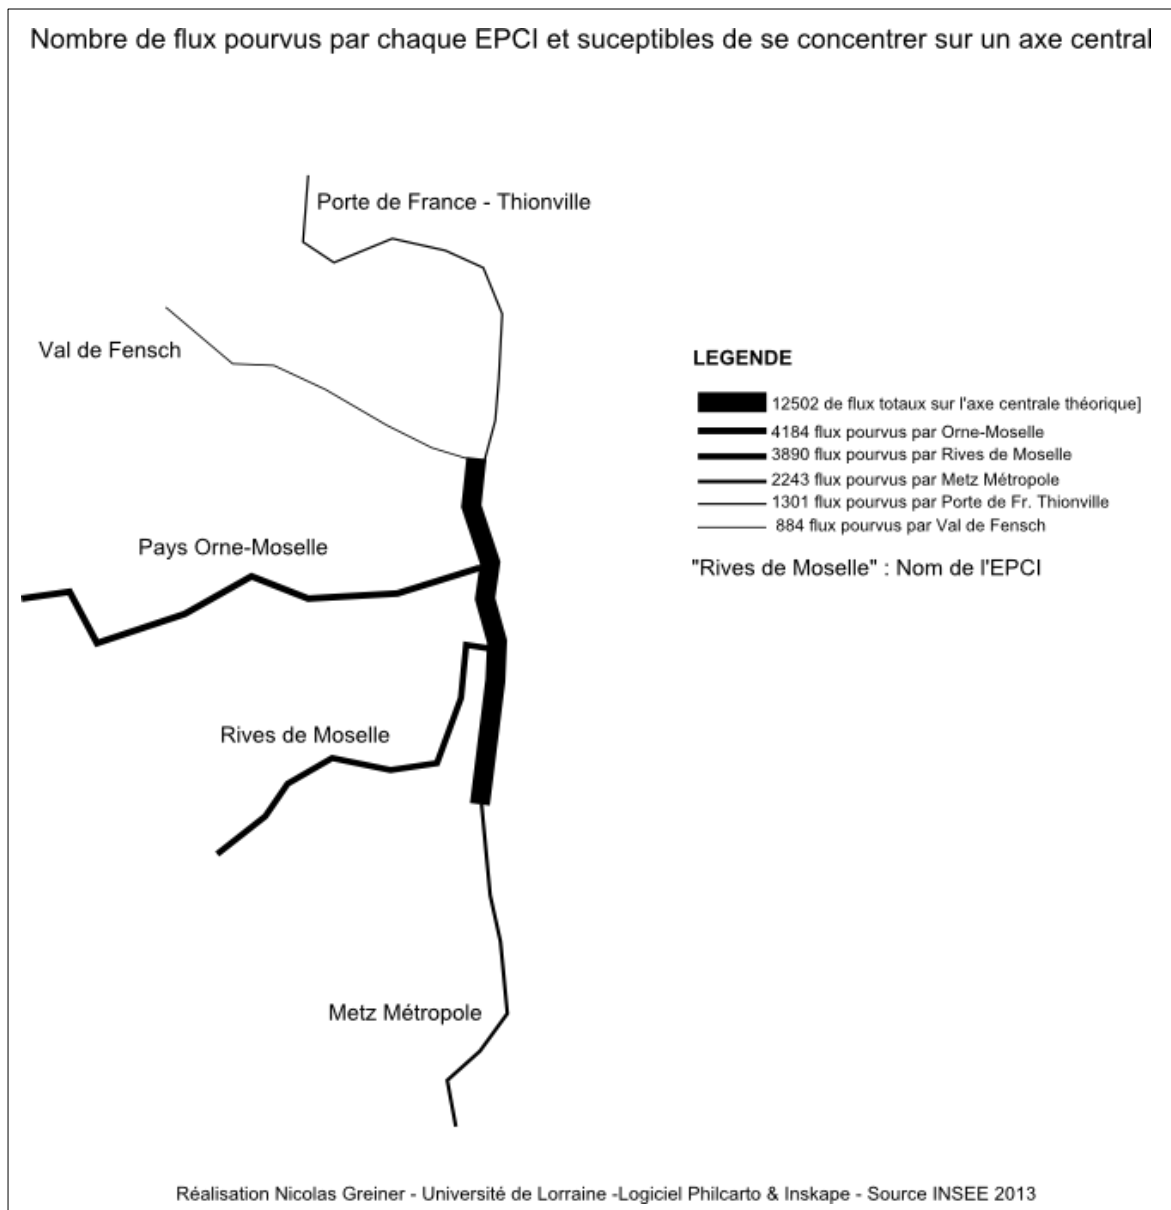 Nombre de flux pourvus par chaque EPCI et suceptibles de se concentrer sur un axe central
Porte de France - Thionville
Val de Fensch
LEGENDE
12502 de flux totaux sur l'axe centrale théorique]
4184 flux pourvus par Orne-Moselle
3890 flux pourvus par Rives de Moselle
2243 flux pourvus par Metz Métropole
1301 flux pourvus par Porte de Fr. Thionville
884 flux pourvus par Val de Fensch
"Rives de Moselle" : Nom de l'EPCI
Pays Orne-Moselle
Rives de Moselle
Metz Métropole
Réalisation Nicolas Greiner - Université de Lorraine -Logiciel Philcarto & Inskape - Source INSEE 2013